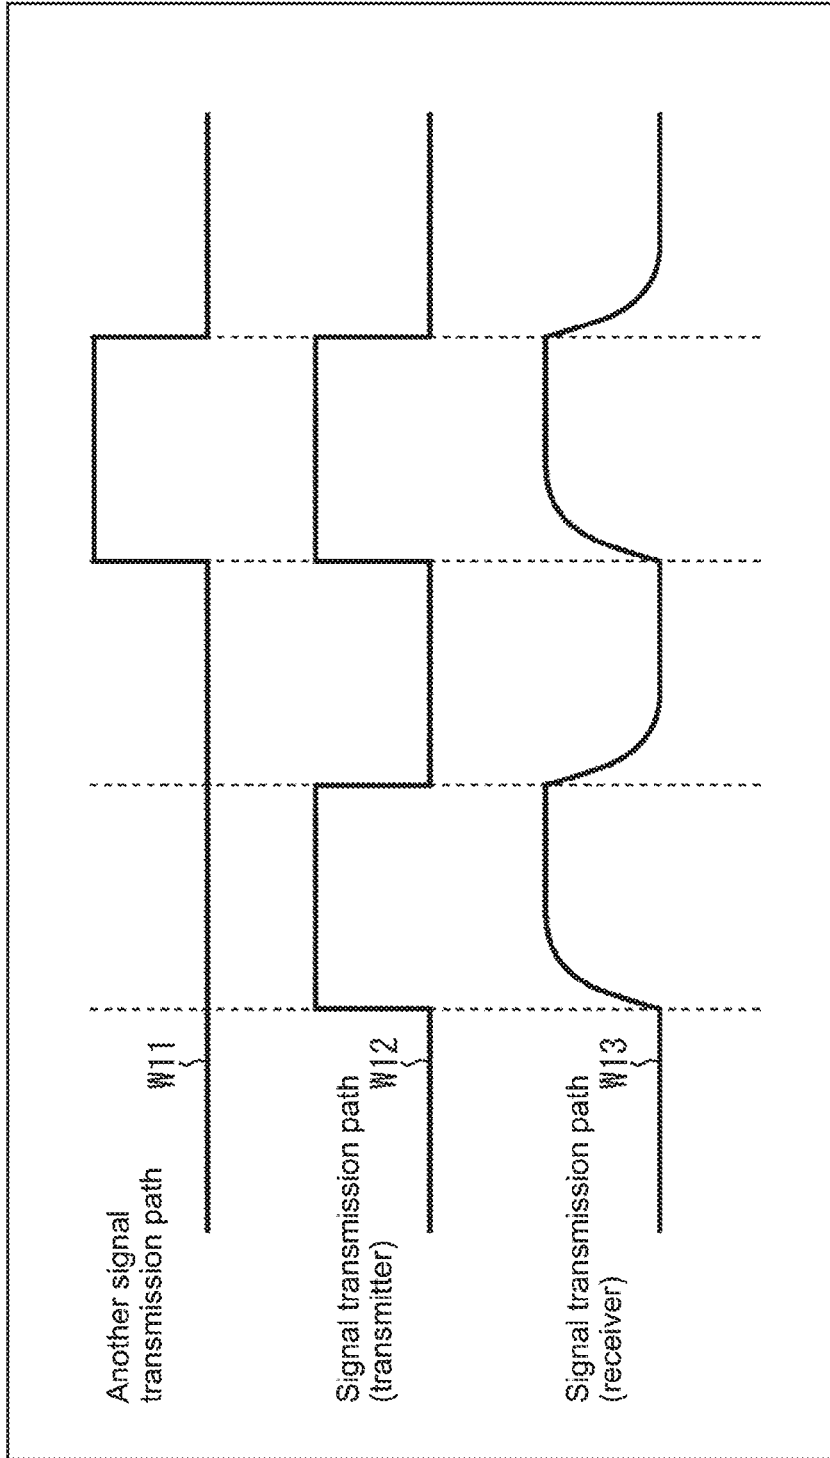 Another signal
transmission path
W11
Signal transmission path
(transmitter)
W12
Signal transmission path
(receiver)
W13